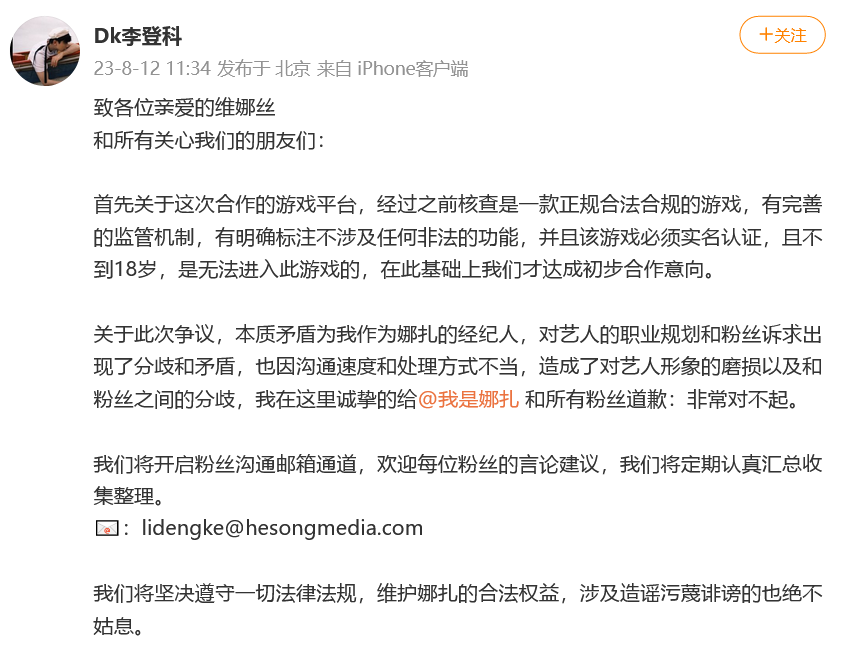 Dk李登科
+关注
23-8-12 11:34 发布于 北京 来自 iPhone客户端
致各位亲爱的维娜丝
和所有关心我们的朋友们：
首先关于这次合作的游戏平台，经过之前核查是一款正规合法合规的游戏，有完善
的监管机制，有明确标注不涉及任何非法的功能，并且该游戏必须实名认证，且不
到18岁，是无法进入此游戏的，在此基础上我们才达成初步合作意向。
关于此次争议，本质矛盾为我作为娜扎的经纪人，对艺人的职业规划和粉丝诉求出
现了分歧和矛盾，也因沟通速度和处理方式不当，造成了对艺人形象的磨损以及和
粉丝之间的分歧，我在这里诚挚的给@我是娜扎 和所有粉丝道歉：非常对不起。
我们将开启粉丝沟通邮箱通道，欢迎每位粉丝的言论建议，我们将定期认真汇总收
集整理。
：lidengke@hesongmedia.com
我们将坚决遵守一切法律法规，维护娜扎的合法权益，涉及造谣污蔑诽谤的也绝不
姑息。